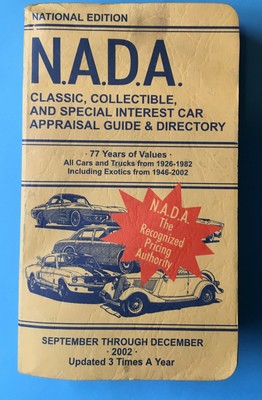 NATIONAL EDITION
N.A.D.A.
CLASSIC, COLLECTIBLE,
AND SPECIAL INTEREST CAR
APPRAISAL GUIDE & DIRECTORY
· 77 Years of Values ·
All Cars and Trucks from 1926-1982
Including Exotics from 1946-2002
N.A.D.A.
The
Recognized
Pricing
Authority
SEPTEMBER THROUGH DECEMBER
· 2002 ·
Updated 3 Times A Year